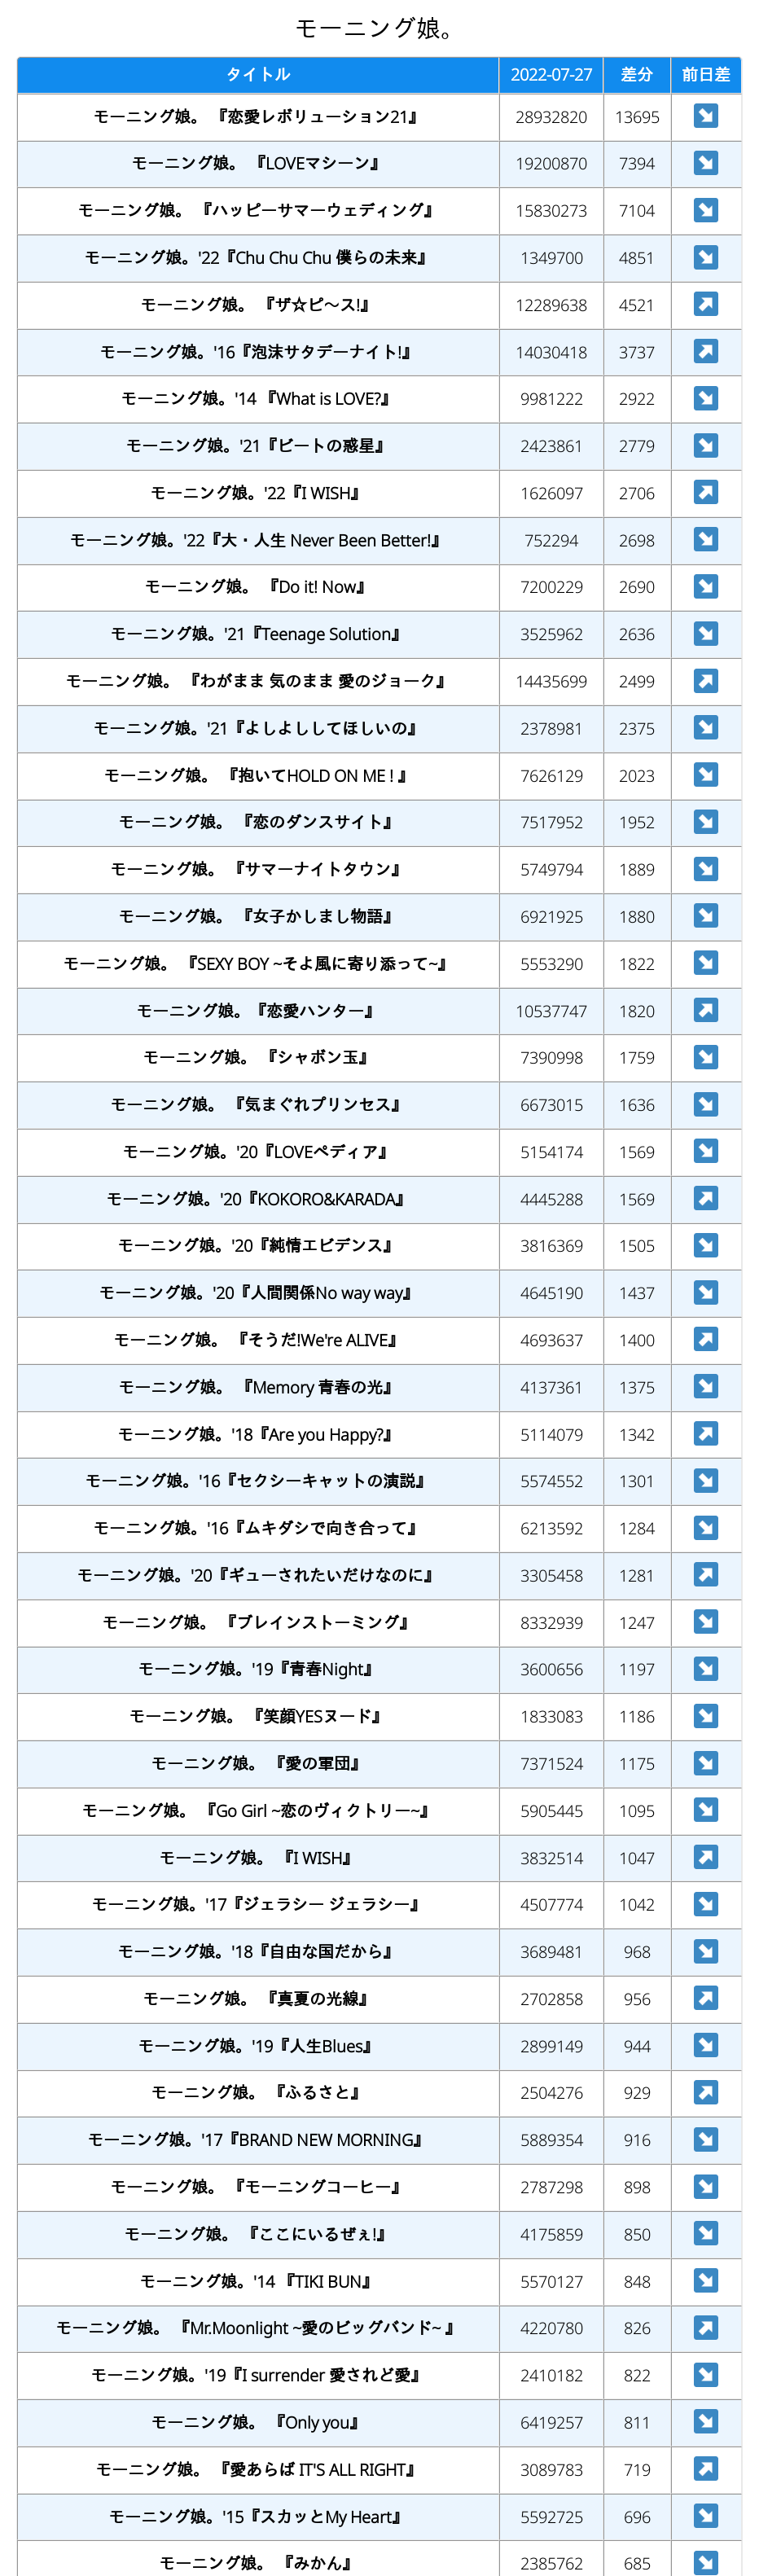 モーニング娘。
タイトル 2022-07-27 差分 前日差
モーニング娘。 『恋愛レボリューション21』 28932820 13695 ↘
モーニング娘。 『LOVEマシーン』 19200870 7394 ↘
モーニング娘。 『ハッピーサマーウェディング』 15830273 7104 ↘
モーニング娘。'22『Chu Chu Chu 僕らの未来』 1349700 4851 ↘
モーニング娘。 『ザ☆ピ〜ス!』 12289638 4521 ↗
モーニング娘。'16『泡沫サタデーナイト!』 14030418 3737 ↗
モーニング娘。'14 『What is LOVE?』 9981222 2922 ↘
モーニング娘。'21『ビートの惑星』 2423861 2779 ↘
モーニング娘。'22『I WISH』 1626097 2706 ↗
モーニング娘。'22『大・人生 Never Been Better!』 752294 2698 ↘
モーニング娘。 『Do it! Now』 7200229 2690 ↘
モーニング娘。'21『Teenage Solution』 3525962 2636 ↘
モーニング娘。 『わがまま 気のまま 愛のジョーク』 14435699 2499 ↗
モーニング娘。'21『よしよししてほしいの』 2378981 2375 ↘
モーニング娘。 『抱いてHOLD ON ME ! 』 7626129 2023 ↘
モーニング娘。 『恋のダンスサイト』 7517952 1952 ↘
モーニング娘。 『サマーナイトタウン』 5749794 1889 ↘
モーニング娘。 『女子かしまし物語』 6921925 1880 ↘
モーニング娘。 『SEXY BOY ~そよ風に寄り添って~』 5553290 1822 ↘
モーニング娘。『恋愛ハンター』 10537747 1820 ↗
モーニング娘。 『シャボン玉』 7390998 1759 ↘
モーニング娘。 『気まぐれプリンセス』 6673015 1636 ↘
モーニング娘。'20『LOVEペディア』 5154174 1569 ↘
モーニング娘。'20『KOKORO&KARADA』 4445288 1569 ↗
モーニング娘。'20『純情エビデンス』 3816369 1505 ↘
モーニング娘。'20『人間関係No way way』 4645190 1437 ↘
モーニング娘。 『そうだ!We're ALIVE』 4693637 1400 ↗
モーニング娘。 『Memory 青春の光』 4137361 1375 ↘
モーニング娘。'18『Are you Happy?』 5114079 1342 ↗
モーニング娘。'16『セクシーキャットの演説』 5574552 1301 ↘
モーニング娘。'16『ムキダシで向き合って』 6213592 1284 ↘
モーニング娘。'20『ギューされたいだけなのに』 3305458 1281 ↗
モーニング娘。 『ブレインストーミング』 8332939 1247 ↘
モーニング娘。'19『青春Night』 3600656 1197 ↘
モーニング娘。 『笑顔YESヌード』 1833083 1186 ↘
モーニング娘。 『愛の軍団』 7371524 1175 ↘
モーニング娘。 『Go Girl ~恋のヴィクトリー~』 5905445 1095 ↘
モーニング娘。 『I WISH』 3832514 1047 ↗
モーニング娘。'17『ジェラシー ジェラシー』 4507774 1042 ↘
モーニング娘。'18『自由な国だから』 3689481 968 ↘
モーニング娘。 『真夏の光線』 2702858 956 ↗
モーニング娘。'19『人生Blues』 2899149 944 ↘
モーニング娘。 『ふるさと』 2504276 929 ↗
モーニング娘。'17『BRAND NEW MORNING』 5889354 916 ↘
モーニング娘。 『モーニングコーヒー』 2787298 898 ↘
モーニング娘。 『ここにいるぜぇ!』 4175859 850 ↘
モーニング娘。'14 『TIKI BUN』 5570127 848 ↘
モーニング娘。 『Mr.Moonlight ~愛のビッグバンド~ 』 4220780 826 ↗
モーニング娘。'19『I surrender 愛されど愛』 2410182 822 ↘
モーニング娘。 『Only you』 6419257 811 ↘
モーニング娘。 『愛あらば IT'S ALL RIGHT』 3089783 719 ↗
モーニング娘。'15『スカッとMy Heart』 5592725 696 ↘
モーニング娘。 『みかん』 2385762 685 ↘